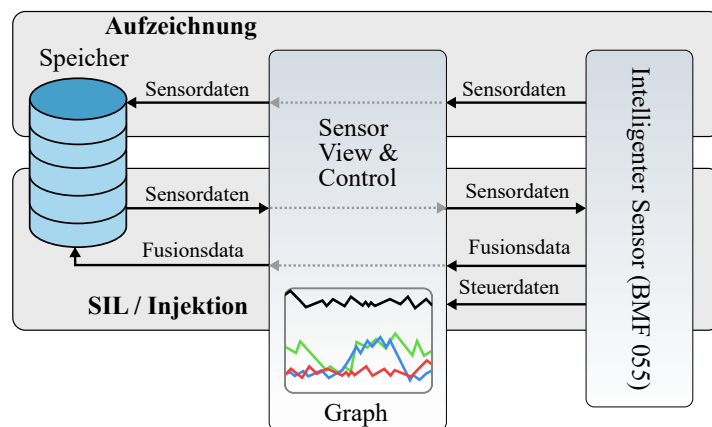 Aufzeichnung
Speicher
Sensordaten
Sensordaten
Sensor
View &
Control
Sensordaten
Sensordaten
Fusionsdata
Fusionsdata
Steuerdaten
SIL / Injektion
Graph
Intelligenter Sensor (BMF 055)